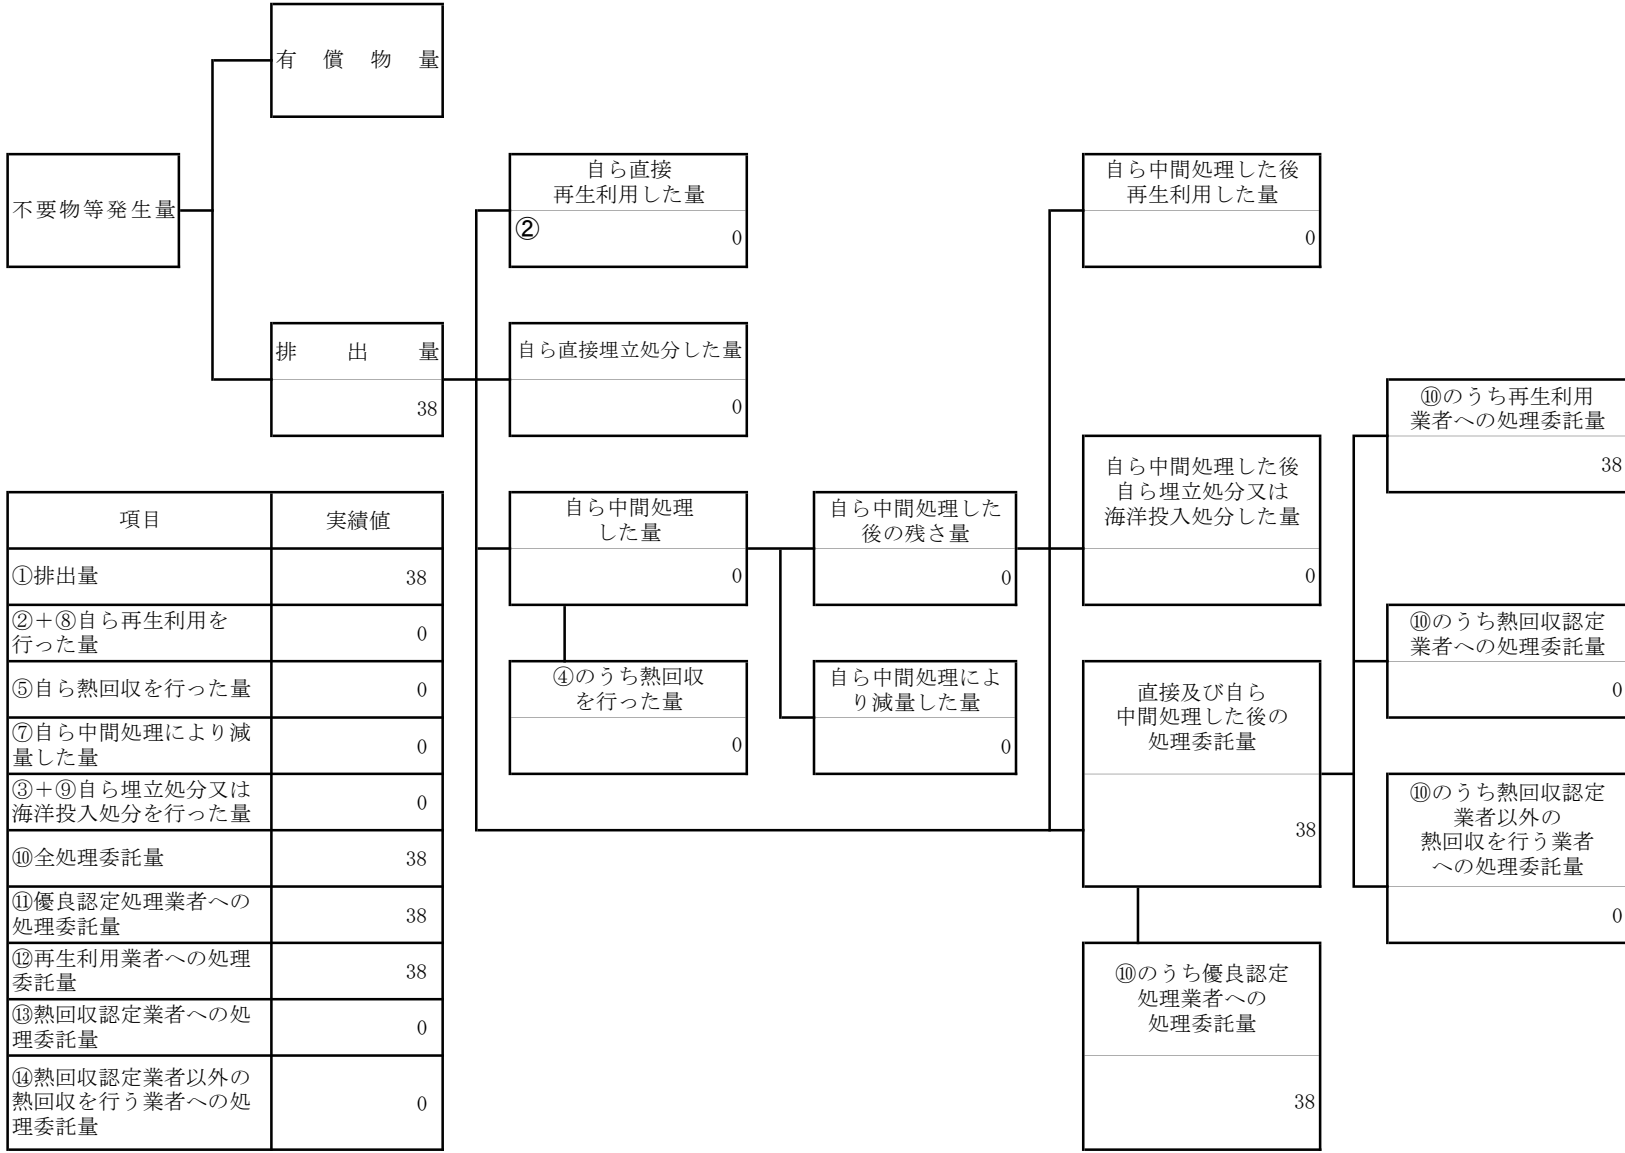 有償物量
不要物等発生量
自ら直接
再生利用した量
②
0
自ら中間処理した後
再生利用した量
0
排出量
38
自ら直接埋立処分した量
0
⑩のうち再生利用
業者への処理委託量
38
自ら中間処理
した量
0
自ら中間処理した
後の残さ量
0
自ら中間処理した後
自ら埋立処分又は
海洋投入処分した量
0
⑩のうち熱回収認定
業者への処理委託量
0
④のうち熱回収
を行った量
0
自ら中間処理によ
り減量した量
0
直接及び自ら
中間処理した後の
処理委託量
38
⑩のうち熱回収認定
業者以外の
熱回収を行う業者
への処理委託量
0
⑩のうち優良認定
処理業者への
処理委託量
38
項目 実績値
①排出量 38
②＋⑧自ら再生利用を
行った量 0
⑤自ら熱回収を行った量 0
⑦自ら中間処理により減
量した量 0
③＋⑨自ら埋立処分又は
海洋投入処分を行った量 0
⑩全処理委託量 38
⑪優良認定処理業者への
処理委託量 38
⑫再生利用業者への処理
委託量 38
⑬熱回収認定業者への処
理委託量 0
⑭熱回収認定業者以外の
熱回収を行う業者への処
理委託量 0